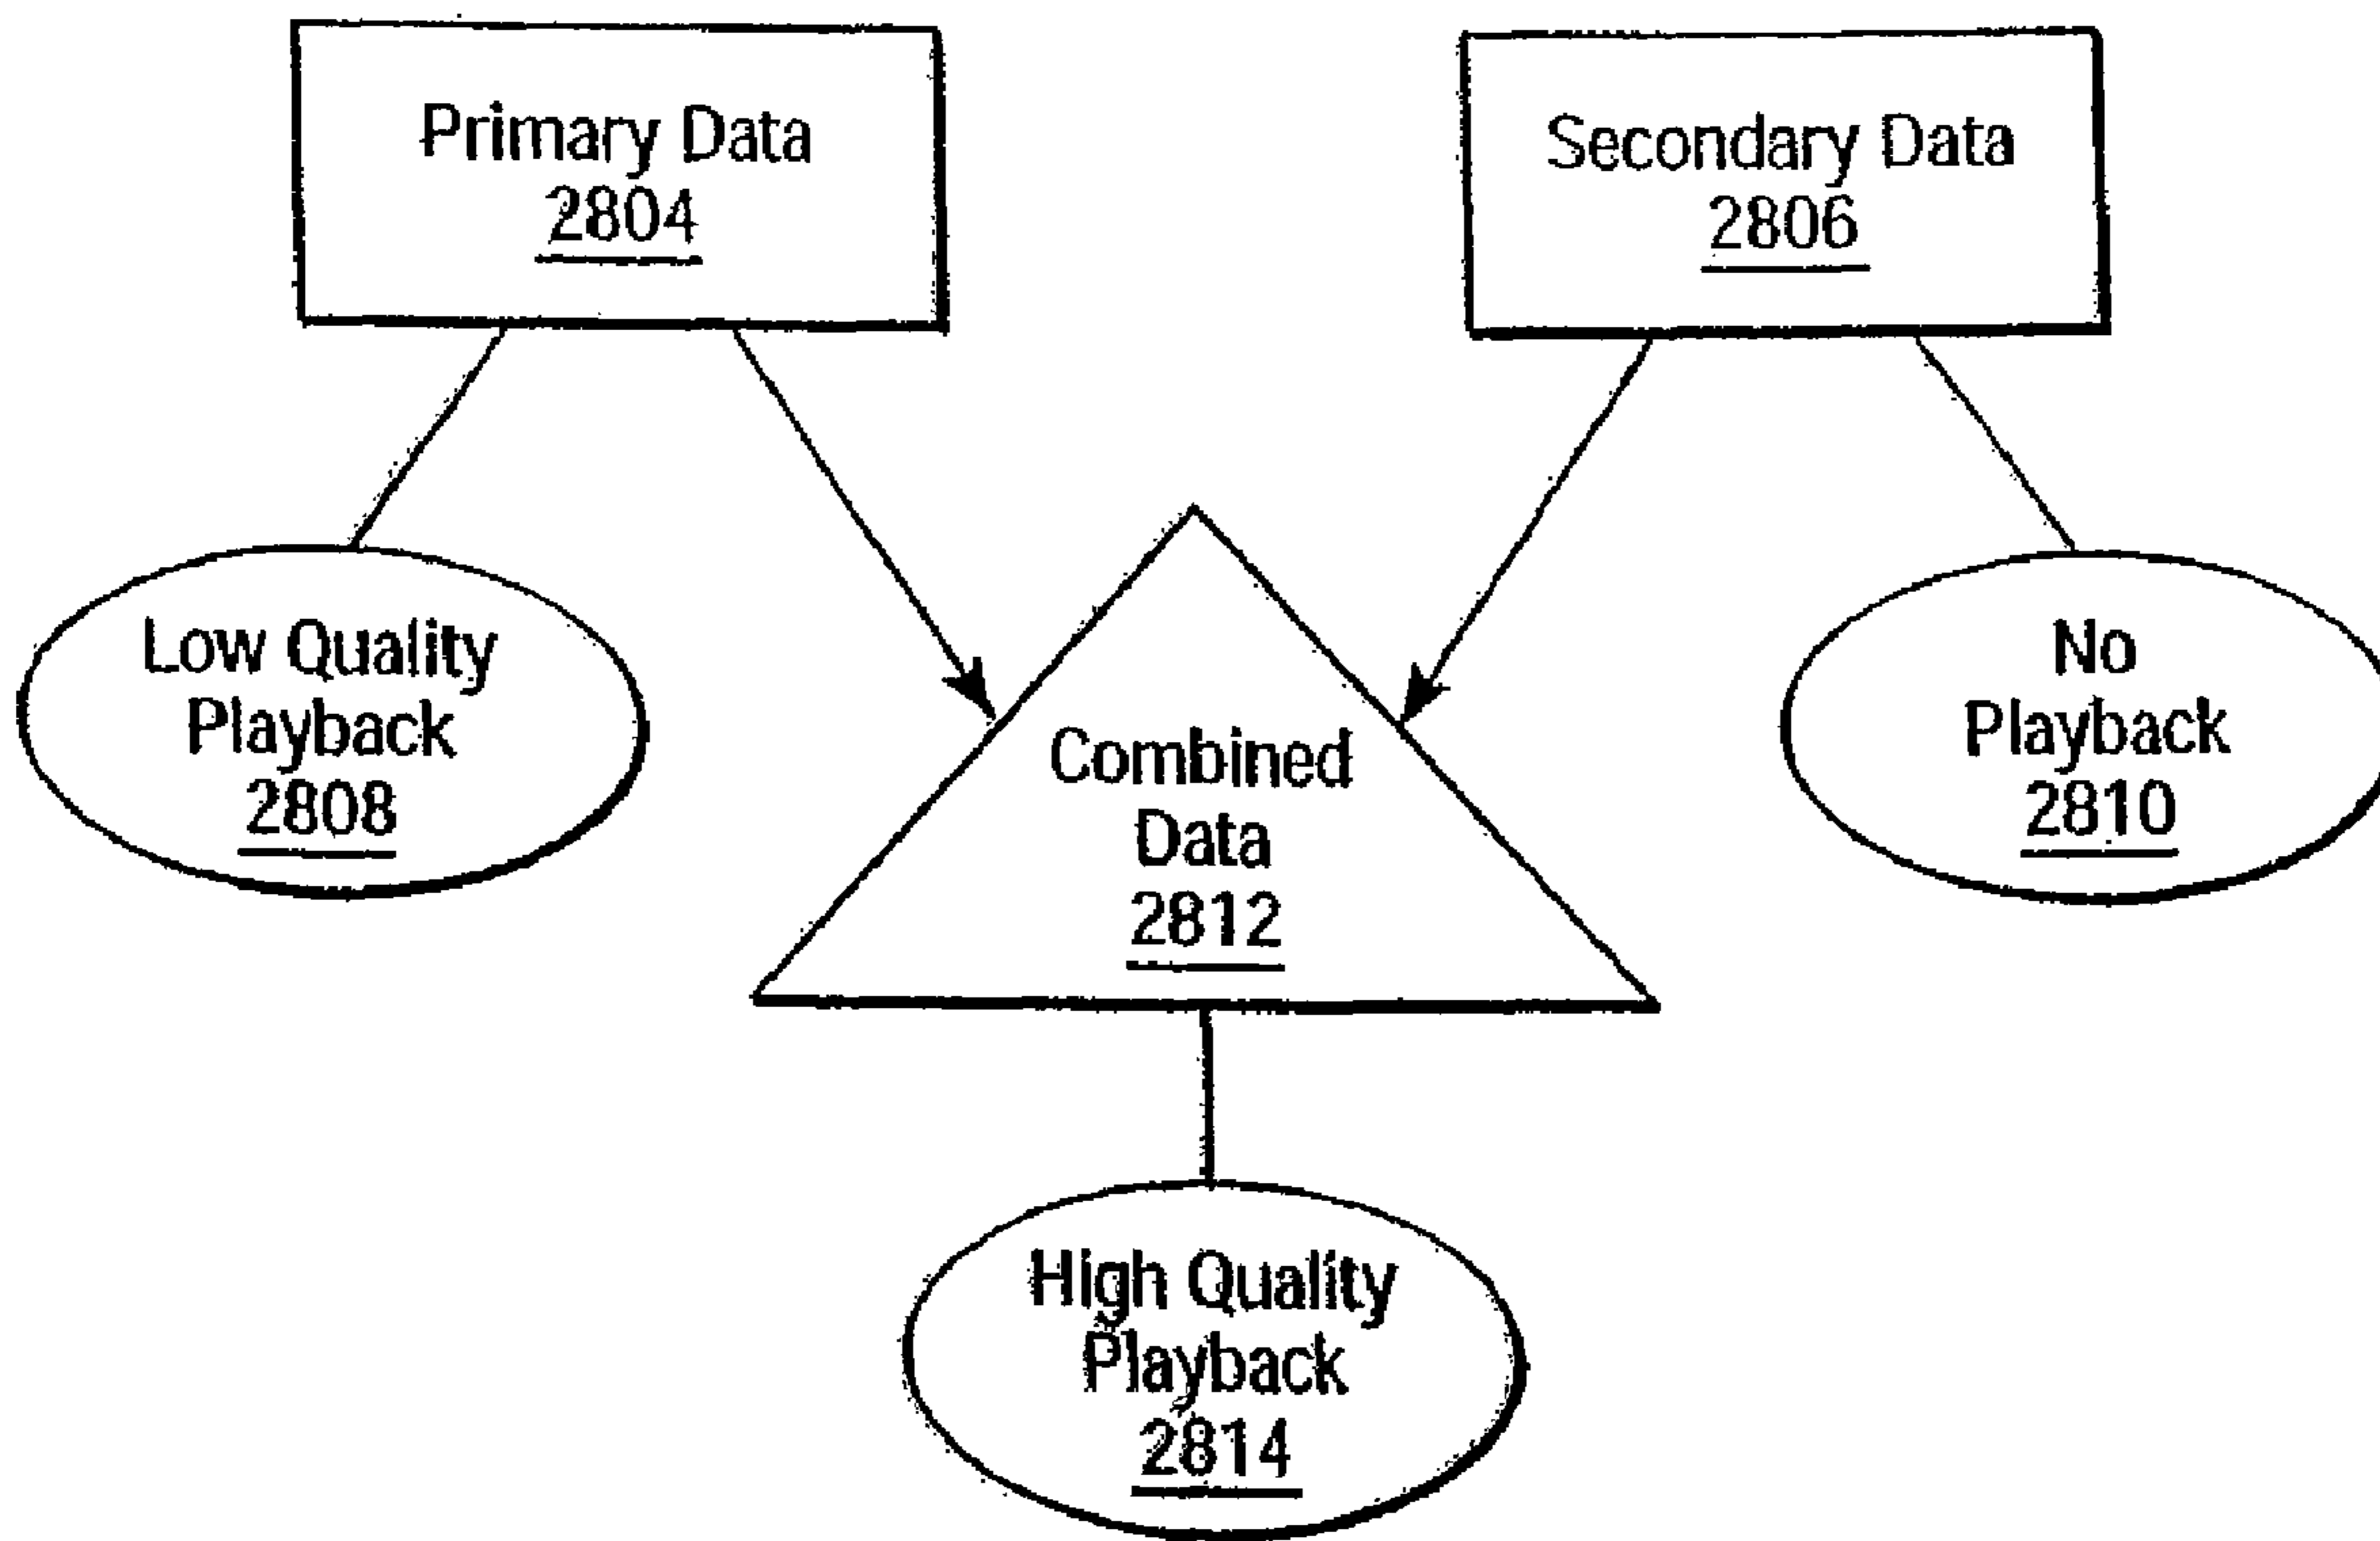 Primary Data
2804
Secondary Data
2806
Low Quality
Playback
2808
Combined
Data
2812
No
Playback
2810
High Quality
Playback
2814